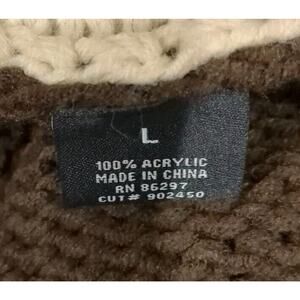 L
100% ACRYLIC
MADE IN CHINA
RN 86297
CUT# 902450